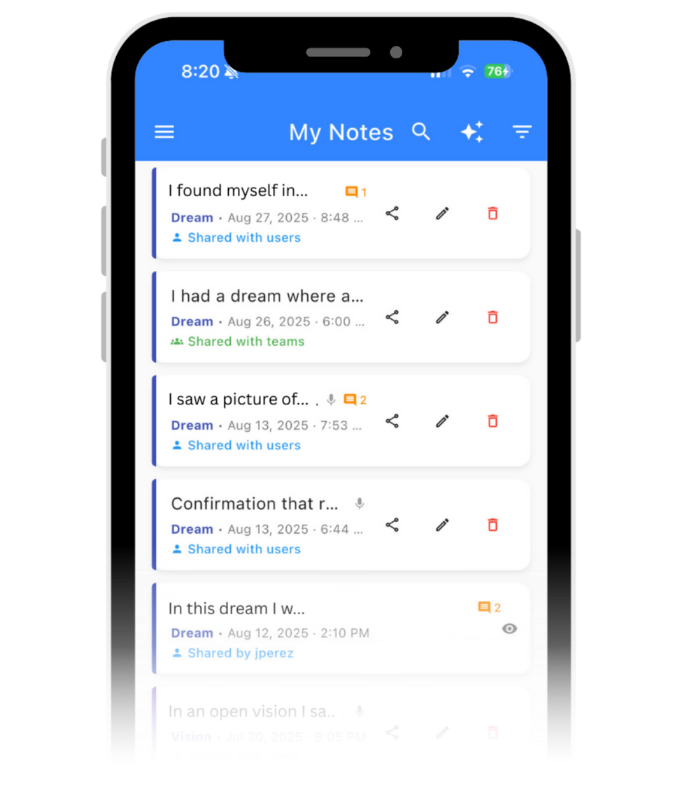 8:20
76
My Notes
I found myself in... 1
Dream • Aug 27, 2025 · 8:48 ...
Shared with users
I had a dream where a...
Dream • Aug 26, 2025 · 6:00 ...
Shared with teams
I saw a picture of... . 2
Dream • Aug 13, 2025 · 7:53 ...
Shared with users
Confirmation that r...
Dream • Aug 13, 2025 · 6:44 ...
Shared with users
In this dream I w... 2
Dream • Aug 12, 2025 · 2:10 PM
Shared by jperez
In an open vision I sa..
Vision • Jul 30, 2025 · 8:05 PM